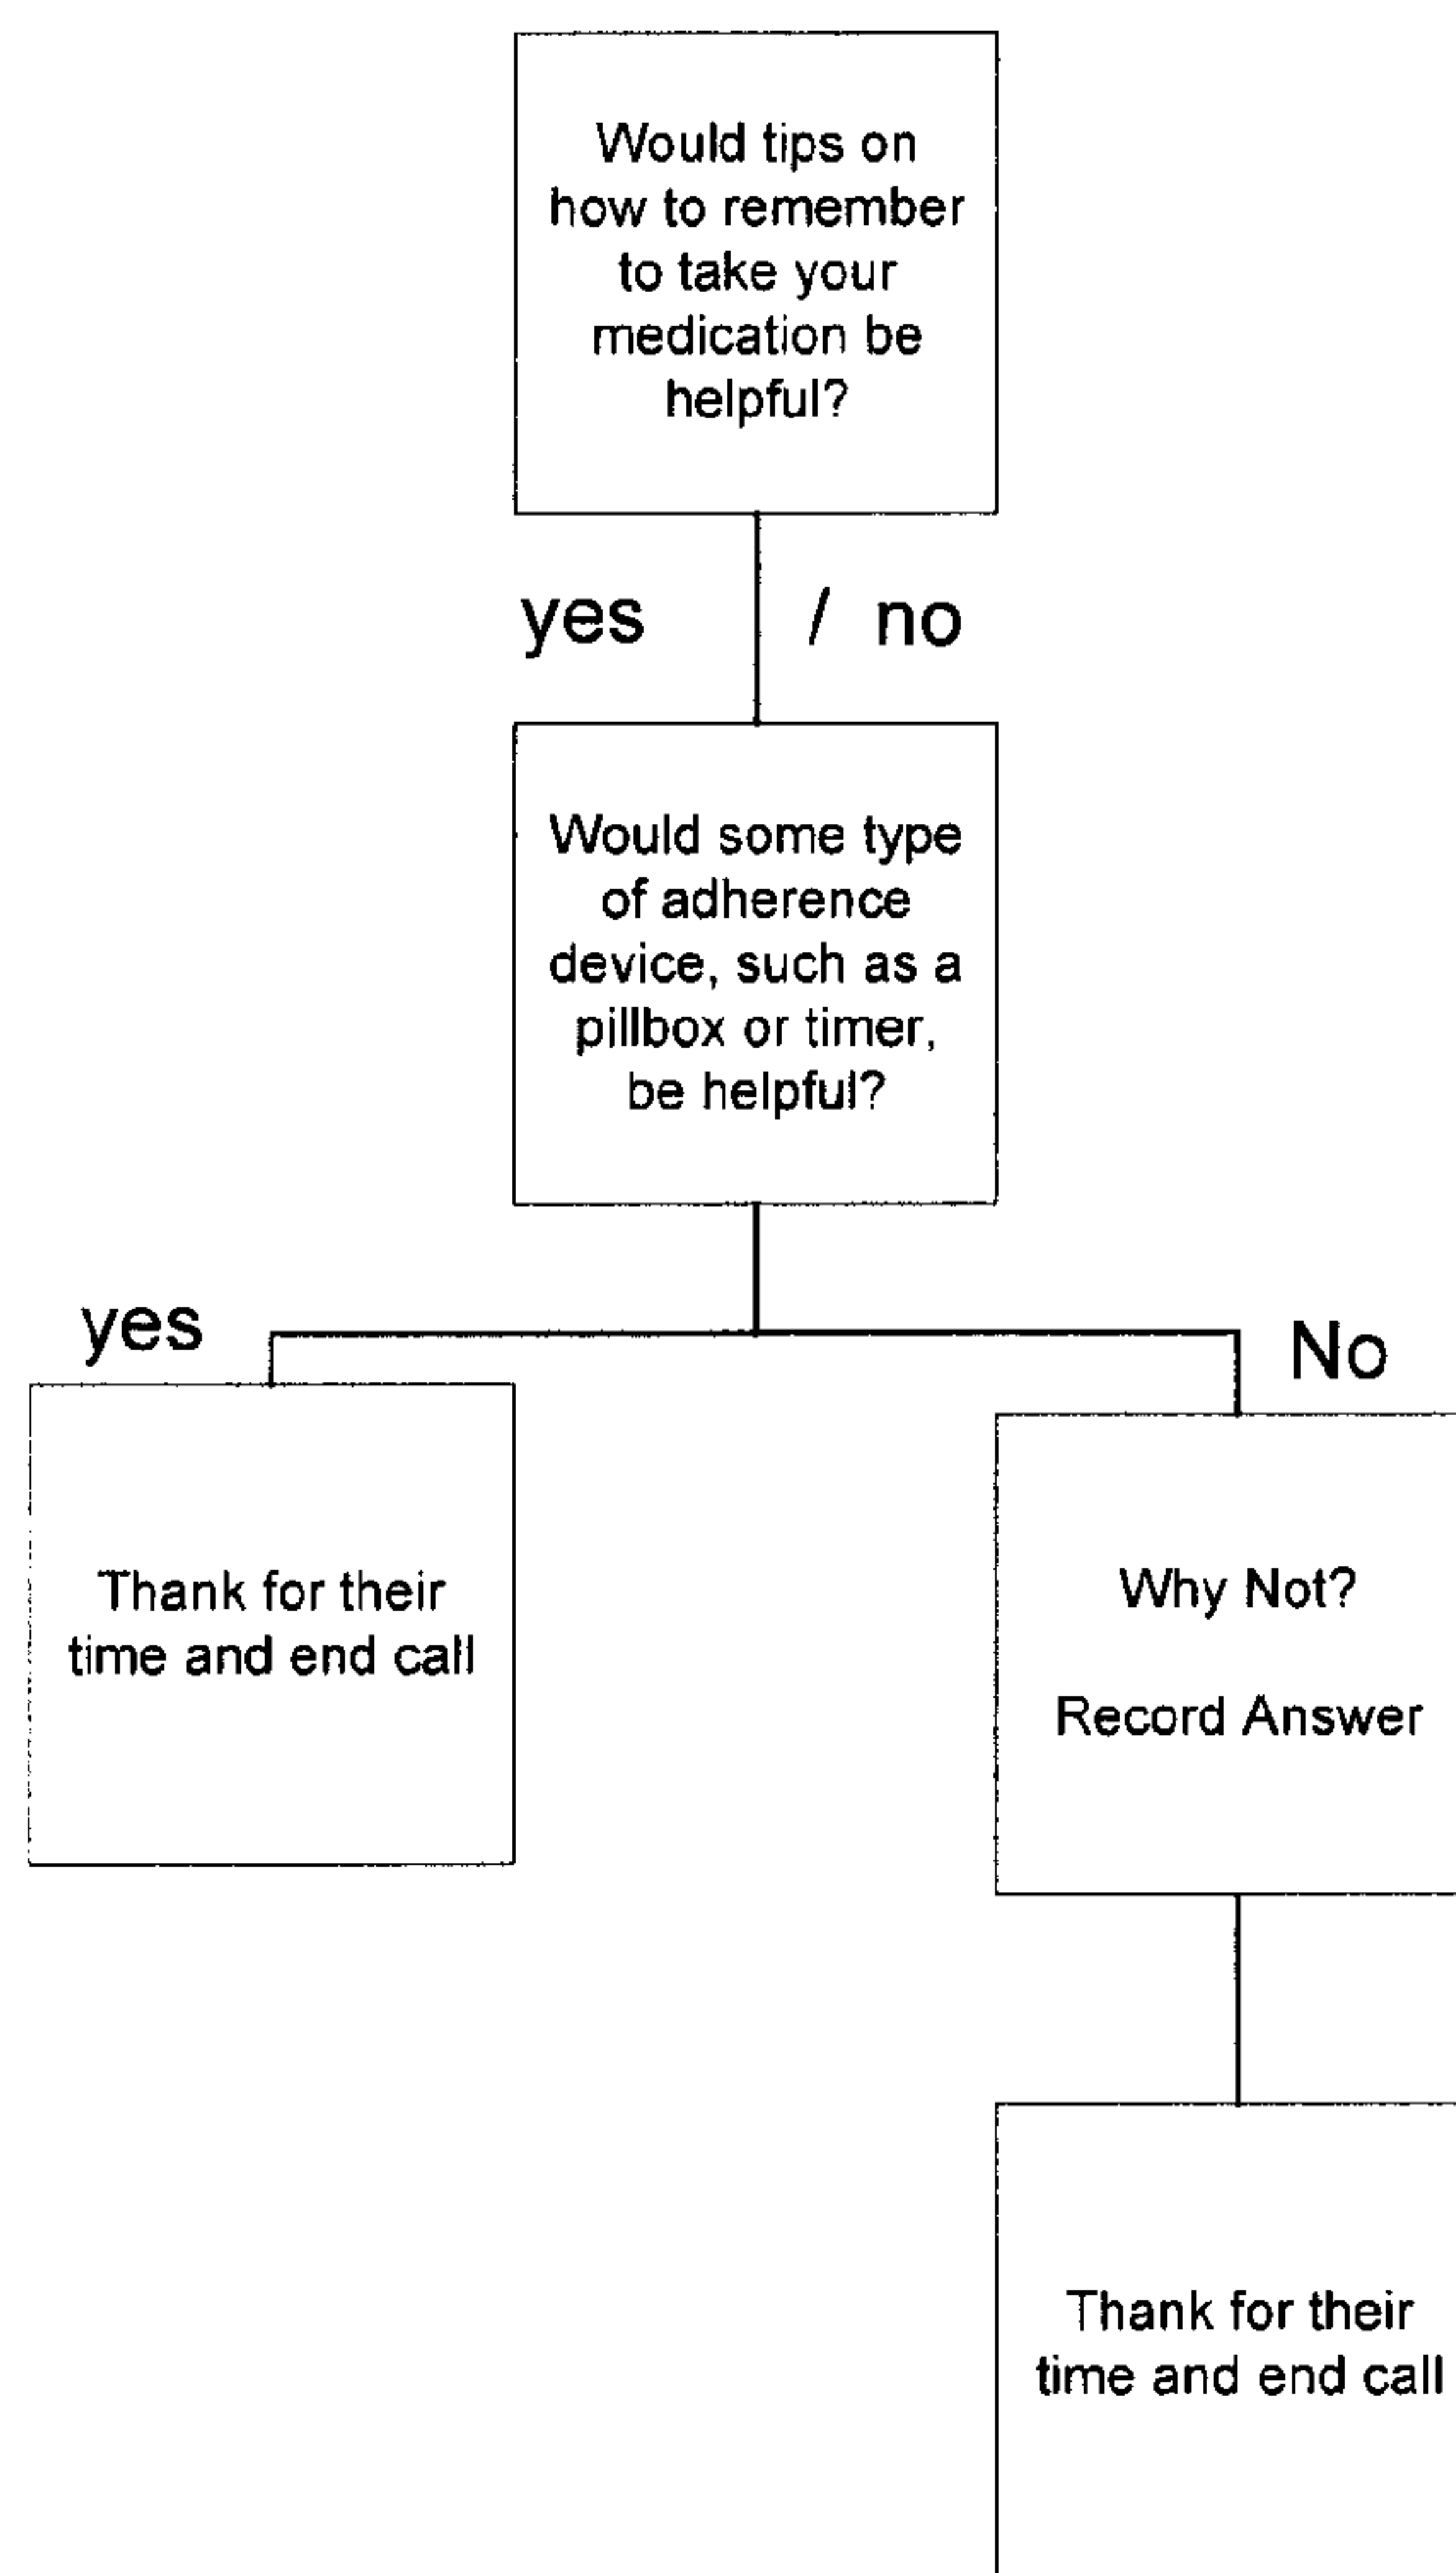 Would tips on
how to remember
to take your
medication be
helpful?
yes / no
Would some type
of adherence
device, such as a
pillbox or timer,
be helpful?
yes
No
Thank for their
time and end call
Why Not?
Record Answer
Thank for their
time and end call